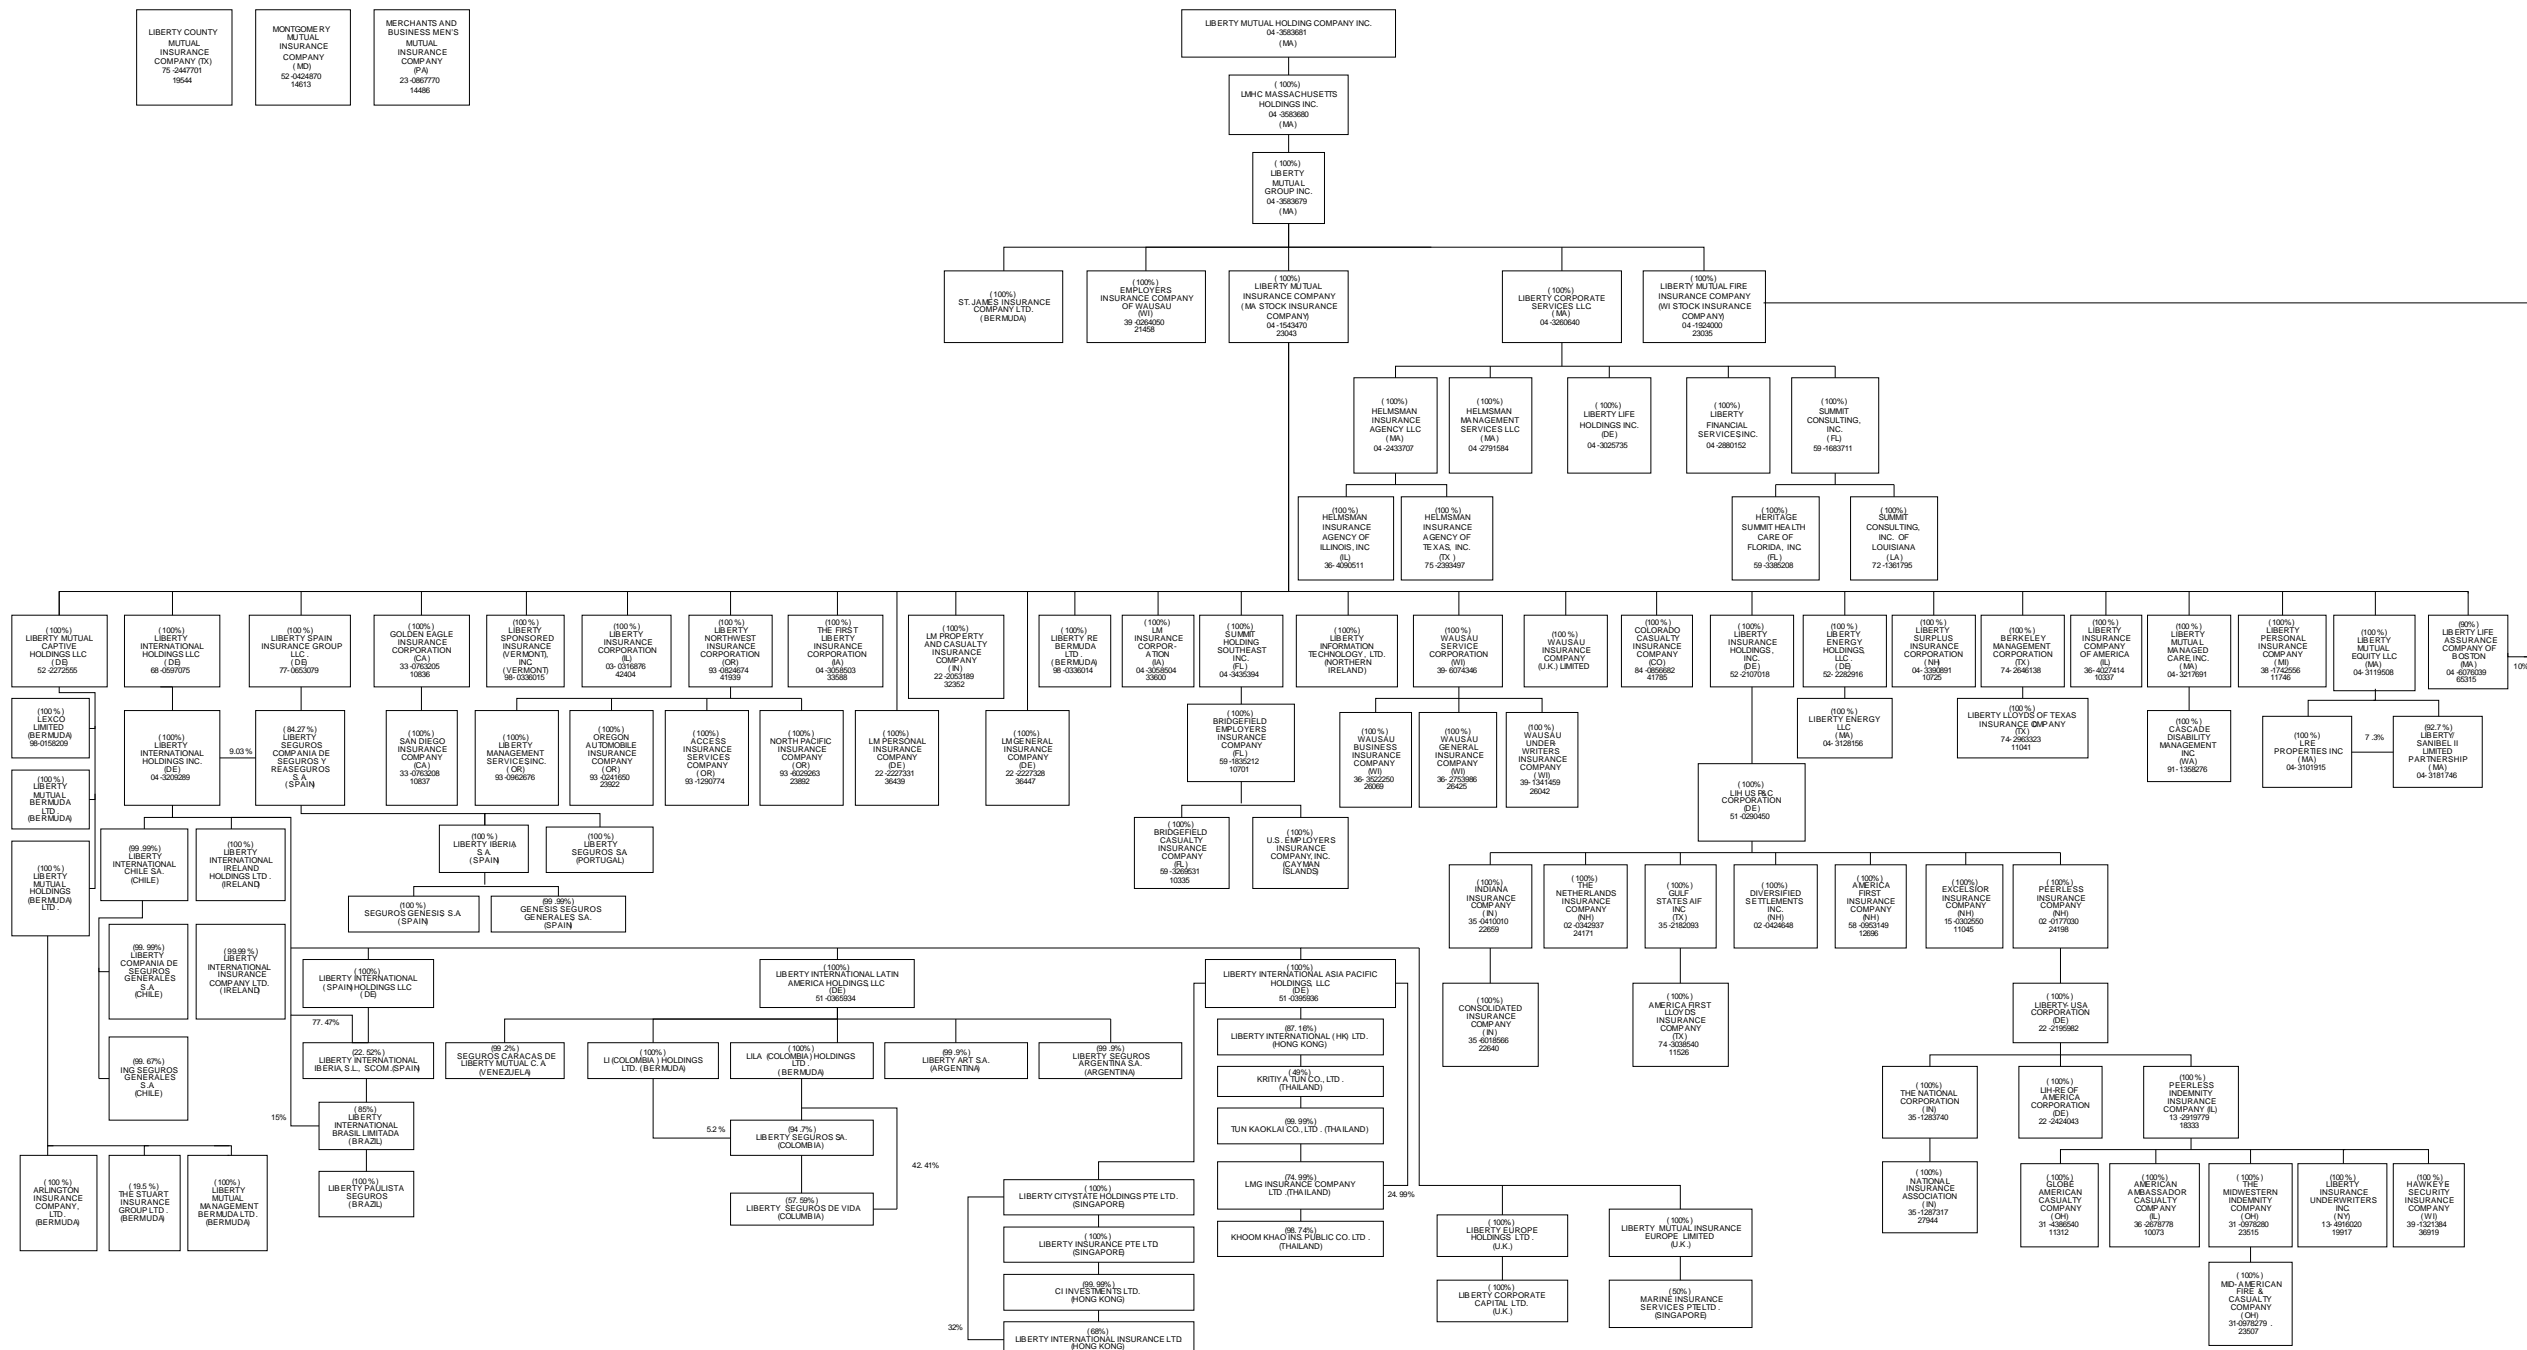 LIBERTY COUNTY
MUTUAL
INSURANCE
COMPANY (TX)
75 -2447701
19544
MONTGOMERY
MUTUAL
INSURANCE
COMPANY
( MD)
52 -0424870
14613
MERCHANTS AND
BUSINESS MEN'S
MUTUAL
INSURANCE
COMPANY
(PA)
23 -0867770
14486
LIBERTY MUTUAL HOLDING COMPANY INC.
04 -3583681
( MA)
( 100%)
LMHC MASSACHUSETTS
HOLDINGS INC.
04 -3583680
( MA)
( 100%)
LIBERTY
MUTUAL
GROUP INC.
04 -3583679
( MA)
( 100%)
ST. JAMES INSURANCE
COMPANY LTD.
( BERMUDA)
(100%)
EMPLOYERS
INSURANCE COMPANY
OF WAUSAU
(WI)
39 -0264050
21458
( 100%)
LIBERTY MUTUAL
INSURANCE COMPANY
( MA STOCK INSURANCE
COMPANY)
04 -1543470
23043
(100%)
LIBERTY CORPORATE
SERVICES LLC
( MA)
04 -3260640
( 100%)
LIBERTY MUTUAL FIRE
INSURANCE COMPANY
(WI STOCK INSURANCE
COMPANY)
04 -1924000
23035
( 100%)
HELMSMAN
INSURANCE
AGENCY LLC
( MA)
04 -2433707
( 100%)
HELMSMAN
MANAGEMENT
SERVICES LLC
( MA)
04 -2791584
( 100%)
LIBERTY LIFE
HOLDINGS INC.
(DE)
04 -3025735
( 100%)
LIBERTY
FINANCIAL
SERVICES, INC.
04 -2880152
( 100%)
SUMMIT
CONSULTING,
INC.
( FL)
59 -1683711
(100 %)
HELMSMAN
INSURANCE
AGENCY OF
ILLINOIS, INC
(IL)
36- 4090511
(100 %)
HELMSMAN
INSURANCE
AGENCY OF
TEXAS, INC.
(TX )
75 -2393497
( 100%)
HERITAGE
SUMMIT HEALTH
CARE OF
FLORIDA, INC.
(FL)
59 -3385208
( 100%)
SUMMIT
CONSULTING,
INC. OF
LOUISIANA
( LA)
72 -1361795
(100%)
LIBERTY MUTUAL
CAPTIVE
HOLDINGS LLC
( DE)
52 -2272555
(100%)
LIBERTY
INTERNATIONAL
HOLDINGS LLC
( DE)
68 -0597075
(100 %)
LIBERTY SPAIN
INSURANCE GROUP
LLC .
( DE)
77- 0653079
(100%)
GOLDEN EAGLE
INSURANCE
CORPORATION
(CA)
33 -0763205
10836
(100 %)
LIBERTY
SPONSORED
INSURANCE
(VERMONT),
INC
(VERMONT)
98- 0336015
(100 %)
LIBERTY
INSURANCE
CORPORATION
(IL)
03- 0316876
42404
(100 %)
LIBERTY
NORTHWEST
INSURANCE
CORPORATION
(OR)
93 -0824674
41939
(100%)
THE FIRST
LIBERTY
INSURANCE
CORPORATION
(IA)
04 -3058503
33588
(100%)
LM PROPERTY
AND CASUALTY
INSURANCE
COMPANY
( IN)
22 -2053189
32352
(100%)
LIBERTY RE
BERMUDA
LTD .
( BERMUDA)
98 -0336014
(100%)
LM
INSURANCE
CORPOR-
ATION
(IA)
04 -3058504
33600
(100%)
SUMMIT
HOLDING
SOUTHEAST
INC.
(FL)
04 -3435394
(100%)
LIBERTY
INFORMATION
TECHNOLOGY , LTD.
(NORTHERN
IRELAND)
(100 %)
WAUSAU
SERVICE
CORPORATION
(WI)
39- 6074346
(100 %)
WAUSAU
INSURANCE
COMPANY
(U.K.) LIMITED
(100 %)
COLORADO
CASUALTY
INSURANCE
COMPANY
(CO)
84 -0856682
41785
(100%)
LIBERTY
INSURANCE
HOLDINGS,
INC.
(DE)
52 -2107018
( 100%)
LIBERTY
ENERGY
HOLDINGS,
LLC .
( DE)
52- 2282916
(100 %)
LIBERTY
SURPLUS
INSURANCE
CORPORATION
( NH)
04- 3390891
10725
(100 %)
BERKELEY
MANAGEMENT
CORPORATION
(TX)
74- 2646138
(100%)
LIBERTY
INSURANCE
COMPANY
OF AMERICA
(IL)
36- 4027414
10337
(100%)
LIBERTY
MUTUAL
MANAGED
CARE, INC.
(MA)
04- 3217691
(100%)
LIBERTY
PERSONAL
INSURANCE
COMPANY
(MI)
38 -1742556
11746
(100%)
LIBERTY
MUTUAL
EQUITY LLC
(MA)
04- 3119508
(90%)
LIBERTY LIFE
ASSURANCE
COMPANY OF
BOSTON
(MA)
04 -6076039
65315
10%
(100 %)
LEXCO
LIMITED
(BERMUDA)
98-0158209
(100 %)
LIBERTY
MUTUAL
BERMUDA
LTD .
(BERMUDA)
(100 %)
LIBERTY
MUTUAL
HOLDINGS
(BERMUDA)
LTD .
(100%)
LIBERTY
INTERNATIONAL
HOLDINGS INC.
(DE)
04 -3209289
9.03 %
(84.27 %)
LIBERTY
SEGUROS
COMPANIA DE
SEGUROS Y
REASEGUROS
S. A
( SPAIN)
(100%)
SAN DIEGO
INSURANCE
COMPANY
(CA)
33 -0763208
10837
(100%)
LIBERTY
MANAGEMENT
SERVICES, INC.
( OR)
93 -0962676
(100%)
OREGON
AUTOMOBILE
INSURANCE
COMPANY
( OR)
93 -0241650
23922
(100%)
ACCESS
INSURANCE
SERVICES
COMPANY
( OR)
93 -1290774
(100%)
NORTH PACIFIC
INSURANCE
COMPANY
( OR)
93 -6029263
23892
(100%)
LM PERSONAL
INSURANCE
COMPANY
(DE)
22 -2227331
36439
(100%)
LM GENERAL
INSURANCE
COMPANY
(DE)
22 -2227328
36447
(100%)
BRIDGEFIELD
EMPLOYERS
INSURANCE
COMPANY
(FL)
59 -1835212
10701
(100 %)
WAUSAU
BUSINESS
INSURANCE
COMPANY
(WI)
36- 3522250
26069
(100 %)
WAUSAU
GENERAL
INSURANCE
COMPANY
(WI)
36- 2753986
26425
(100 %)
WAUSAU
UNDER-
WRITERS
INSURANCE
COMPANY
( WI)
39- 1341459
26042
(100%)
LIH US P&C
CORPORATION
(DE)
51 -0290450
(100 %)
LIBERTY ENERGY
LLC
( MA)
04- 3128156
(100 %)
LIBERTY LLOYDS OF TEXAS
INSURANCE COMPANY
(TX)
74 -2963323
11041
(100 %)
CASCADE
DISABILITY
MANAGEMENT
INC
(WA)
91- 1358276
(100 %)
LRE
PROPERTIES INC
(MA)
04- 3101915
7 .3%
(92.7 %)
LIBERTY/
SANIBEL II
LIMITED
PARTNERSHIP
( MA)
04- 3181746
(99 .99%)
LIBERTY
INTERNATIONAL
CHILE SA.
(CHILE)
(100 %)
LIBERTY
INTERNATIONAL
IRELAND
HOLDINGS LTD .
(IRELAND)
(100 %)
LIBERTY IBERIA,
S.A.
( SPAIN)
(100 %)
LIBERTY
SEGUROS SA
(PORTUGAL)
(100%)
BRIDGEFIELD
CASUALTY
INSURANCE
COMPANY
(FL)
59 -3269531
10335
(100%)
U.S. EMPLOYERS
INSURANCE
COMPANY, INC.
(CAYMAN
ISLANDS)
(100 %)
SEGUROS GENESIS S.A.
(SPAIN)
(99 .99%)
GENESIS SEGUROS
GENERALES S.A.
(SPAIN)
(100%)
INDIANA
INSURANCE
COMPANY
( IN)
35 -0410010
22659
(100%)
THE
NETHERLANDS
INSURANCE
COMPANY
(NH)
02 -0342937
24171
(100%)
GULF
STATES AIF
INC
(TX)
35 -2182093
(100%)
DIVERSIFIED
SETTLEMENTS
INC.
(NH)
02 -0424648
(100%)
AMERICA
FIRST
INSURANCE
COMPANY
(NH)
58 -0953149
12696
(100%)
EXCELSIOR
INSURANCE
COMPANY
(NH)
15 -0302550
11045
(100%)
PEERLESS
INSURANCE
COMPANY
(NH)
02 -0177030
24198
(99. 99%)
LIBERTY
COMPANIA DE
SEGUROS
GENERALES
S.A
(CHILE)
( 99.99 %)
LIBERTY
INTERNATIONAL
INSURANCE
COMPANY LTD.
( IRELAND)
( 100%)
LIBERTY INTERNATIONAL
( SPAIN) HOLDINGS LLC
( DE)
77. 47%
(100%)
LIBERTY INTERNATIONAL LATIN
AMERICA HOLDINGS, LLC
(DE)
51 -0365934
(100%)
LIBERTY INTERNATIONAL ASIA PACIFIC
HOLDINGS, LLC
(DE)
51 -0395936
(100%)
CONSOLIDATED
INSURANCE
COMPANY
( IN)
35 -6018566
22640
( 100%)
AMERICA FIRST
LLOYDS
INSURANCE
COMPANY
(TX)
74 -3038540
11526
( 100%)
LIBERTY- USA
CORPORATION
(DE)
22 -2195982
(99. 67%)
ING SEGUROS
GENERALES
S.A
(CHILE)
(22. 52%)
LIBERTY INTERNATIONAL
IBERIA, S.L., SCOM .(SPAIN)
(99.2%)
SEGUROS CARACAS DE
LIBERTY MUTUAL C. A.
(VENEZUELA)
(100%)
LI (COLOMBIA ) HOLDINGS
LTD. ( BERMUDA)
(100%)
LILA (COLOMBIA) HOLDINGS
LTD .
( BERMUDA)
(99.9%)
LIBERTY ART SA.
(ARGENTINA)
(99 .9%)
LIBERTY SEGUROS
ARGENTINA S.A.
(ARGENTINA)
(87. 16%)
LIBERTY INTERNATIONAL ( HK) LTD.
(HONG KONG)
(49%)
KRITIYA TUN CO., LTD .
(THAILAND)
(99. 99%)
TUN KAOKLAI CO., LTD . (THAILAND)
(74. 99%)
LMG INSURANCE COMPANY
LTD .(THAILAND)
24. 99%
(98. 74%)
KHOOM KHAO INS. PUBLIC CO. LTD .
(THAILAND)
15%
( 85%)
LIBERTY
INTERNATIONAL
BRASIL LIMITADA
( BRAZIL)
(100 %)
LIBERTY PAULISTA
SEGUROS
(BRAZIL)
5.2 %
(94 .7%)
LIBERTY SEGUROS SA.
(COLOMBIA)
42. 41%
(57. 59%)
LIBERTY SEGUROS DE VIDA
(COLUMBIA)
(100 %)
ARLINGTON
INSURANCE
COMPANY,
LTD.
(BERMUDA)
( 19.5 %)
THE STUART
INSURANCE
GROUP LTD .
(BERMUDA)
(100%)
LIBERTY
MUTUAL
MANAGEMENT
BERMUDA LTD.
(BERMUDA)
(100%)
LIBERTY CITYSTATE HOLDINGS PTE LTD.
(SINGAPORE)
(100%)
LIBERTY INSURANCE PTE LTD.
(SINGAPORE)
(99. 99%)
CI INVESTMENTS LTD.
(HONG KONG)
32%
(68%)
LIBERTY INTERNATIONAL INSURANCE LTD.
(HONG KONG)
(100%)
LIBERTY EUROPE
HOLDINGS LTD .
(U.K.)
(100%)
LIBERTY MUTUAL INSURANCE
EUROPE LIMITED
(U.K.)
( 100%)
LIBERTY CORPORATE
CAPITAL LTD.
(U.K.)
( 50%)
MARINE INSURANCE
SERVICES PTE LTD .
(SINGAPORE)
(100 %)
THE NATIONAL
CORPORATION
( IN)
35 -1283740
( 100%)
LIH-RE OF
AMERICA
CORPORATION
(DE)
22 -2424043
(100 %)
PEERLESS
INDEMNITY
INSURANCE
COMPANY (IL)
13 -2919779
18333
(100%)
NATIONAL
INSURANCE
ASSOCIATION
( IN)
35 -1287317
27944
( 100%)
GLOBE
AMERICAN
CASUALTY
COMPANY
(OH)
31 -4386540
11312
(100%)
AMERICAN
AMBASSADOR
CASUALTY
COMPANY
(IL)
36 -2678778
10073
(100%)
THE
MIDWESTERN
INDEMNITY
COMPANY
(OH)
31 -0978280
23515
(100 %)
LIBERTY
INSURANCE
UNDERWRITERS
INC.
(NY)
13- 4916020
19917
(100 %)
HAWKEYE
SECURITY
INSURANCE
COMPANY
( WI)
39 -1321384
36919
( 100%)
MID- AMERICAN
FIRE &
CASUALTY
COMPANY
( OH)
31-0978279 .
23507